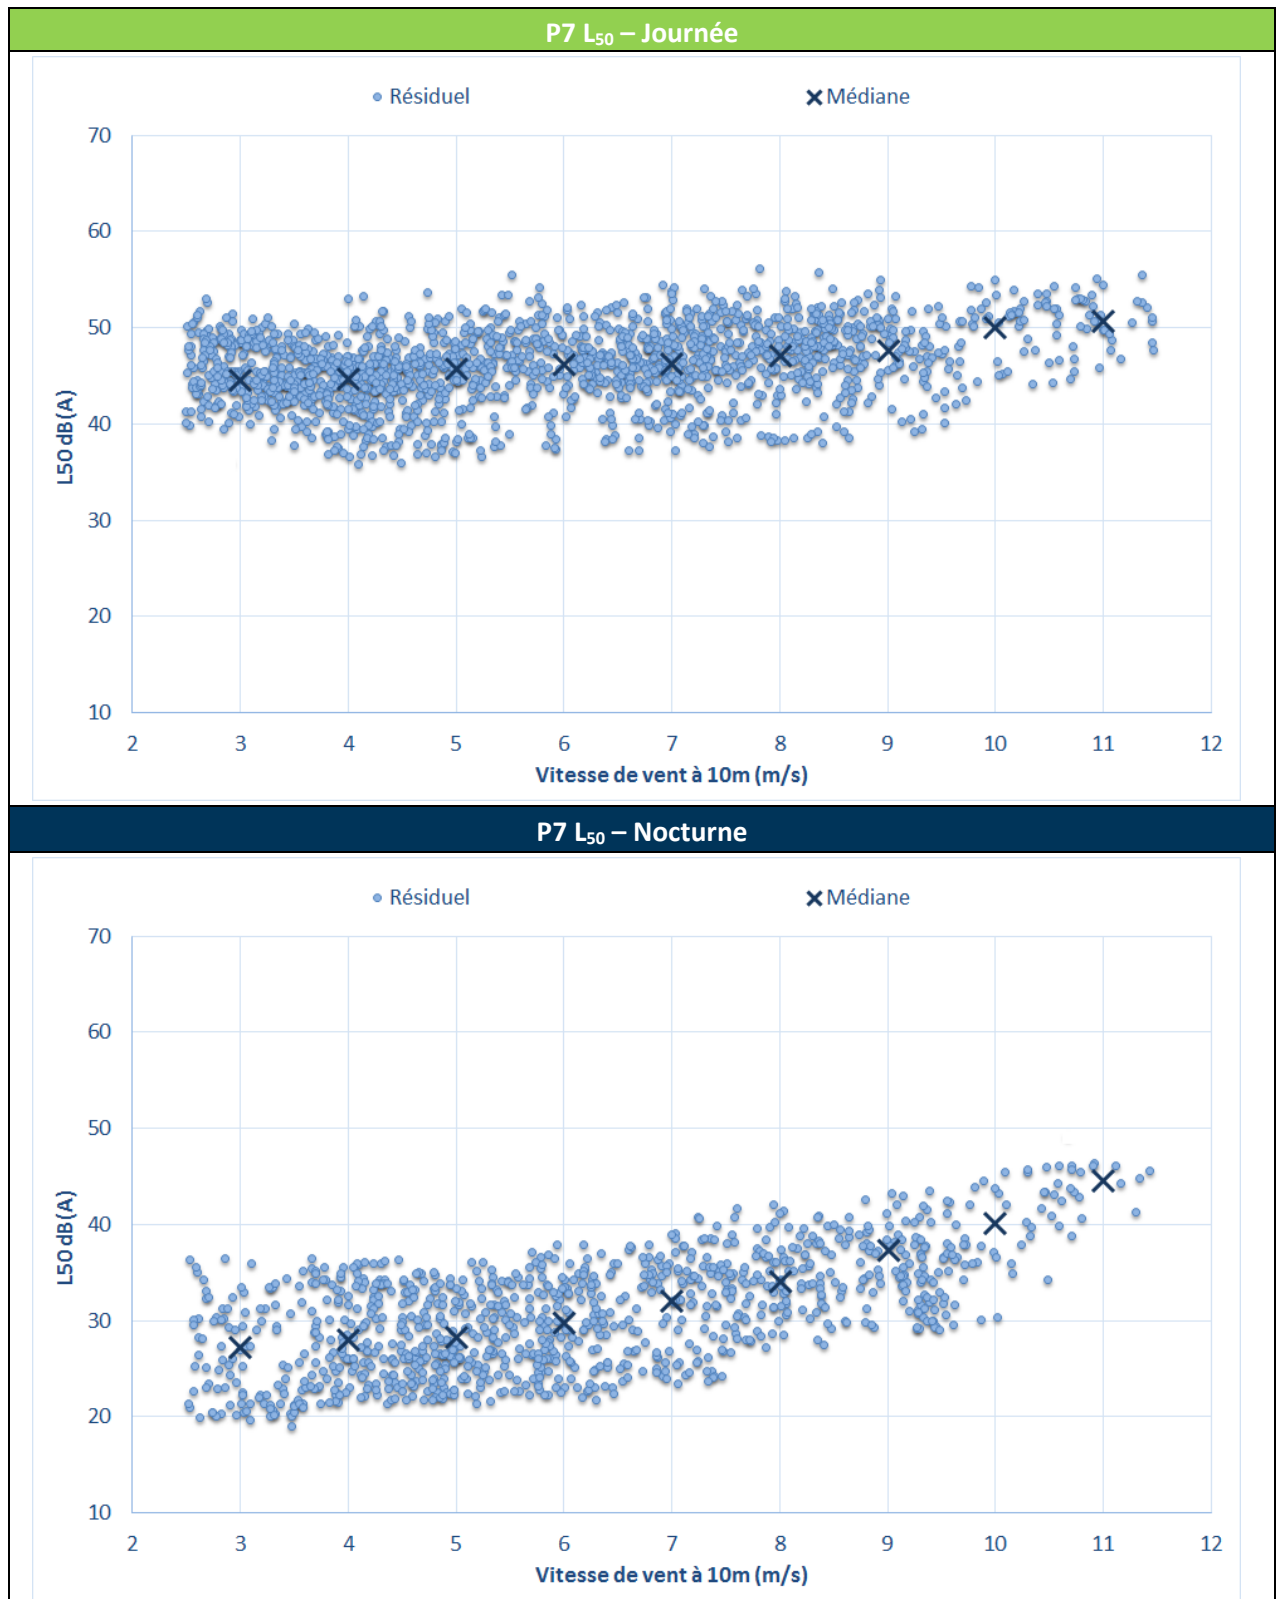 P7 L50 – Journée
Résiduel Médiane
70
60
50
40
30
20
10
L50 dB(A)
2 3 4 5 6 7 8 9 10 11 12
Vitesse de vent à 10m (m/s)
P7 L50 – Nocturne
Résiduel Médiane
70
60
50
40
30
20
10
L50 dB(A)
2 3 4 5 6 7 8 9 10 11 12
Vitesse de vent à 10m (m/s)